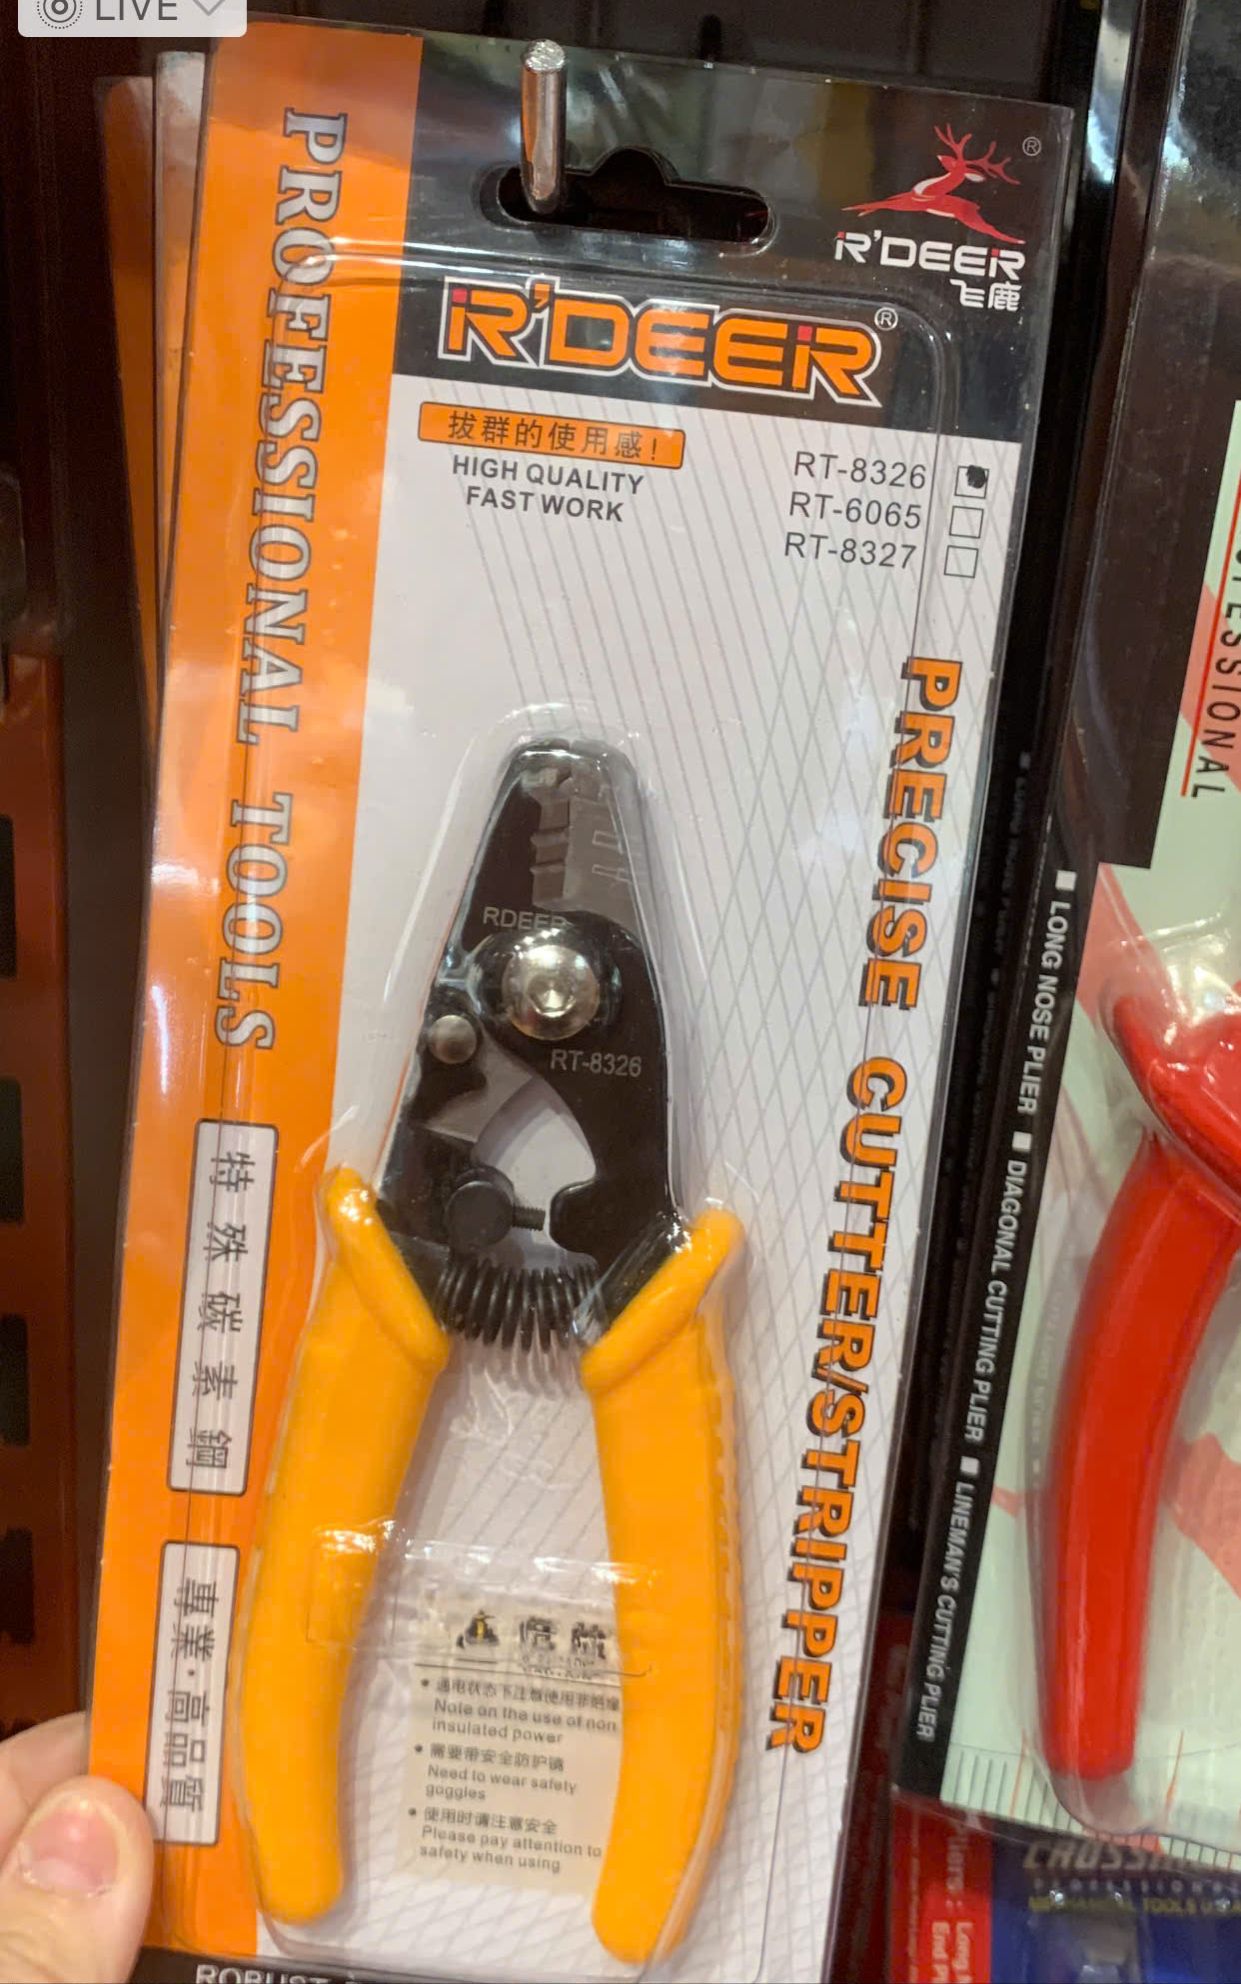 LIVE
R'DEER
飞鹿
R'DEER
拔群的使用感!
HIGH QUALITY
FAST WORK
RT-8326
RT-6065
RT-8327
PROFESSIONAL TOOLS
特殊碳素鋼
專業·高品質
PRECISE CUTTER/STRIPPER
RDEER
RT-8326
通电状态下注意使用非绝缘
Note on the use of non
insulated power
需要带安全防护镜
Need to wear safety
goggles
使用时请注意安全
Please pay attention to
safety when using
ROBUST
■ LONG NOSE PLIER ■ DIAGONAL CUTTING PLIER ■ LINEMAN'S CUTTING PLIER